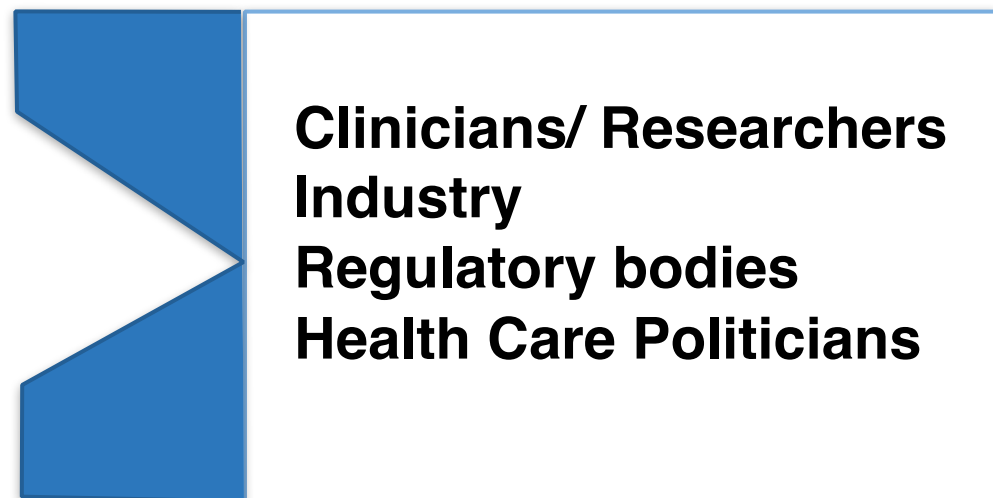 Clinicians/ Researchers
Industry
Regulatory bodies
Health Care Politicians